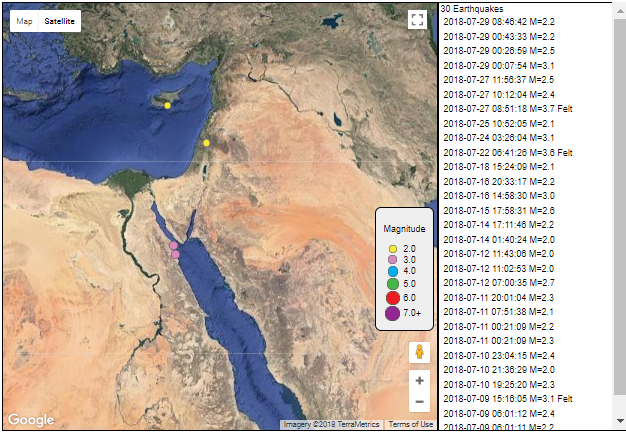 Map Satellite
Magnitude
2.0
3.0
4.0
5.0
6.0
7.0+
Google
Imagery ©2018 TerraMetrics Terms of Use
30 Earthquakes
2018-07-29 08:46:42 M=2.2
2018-07-29 00:43:33 M=2.2
2018-07-29 00:26:59 M=2.5
2018-07-29 00:07:54 M=3.1
2018-07-27 11:56:37 M=2.5
2018-07-27 10:12:04 M=2.4
2018-07-27 08:51:18 M=3.7 Felt
2018-07-25 10:52:05 M=2.1
2018-07-24 03:26:04 M=3.1
2018-07-22 06:41:26 M=3.6 Felt
2018-07-18 15:24:09 M=2.1
2018-07-16 20:33:17 M=2.2
2018-07-16 14:58:30 M=3.0
2018-07-15 17:58:31 M=2.6
2018-07-14 17:11:46 M=2.2
2018-07-14 01:40:24 M=2.0
2018-07-12 11:43:06 M=2.0
2018-07-12 11:02:53 M=2.0
2018-07-12 07:00:35 M=2.7
2018-07-11 20:01:04 M=2.3
2018-07-11 07:51:38 M=2.1
2018-07-11 00:21:09 M=2.2
2018-07-11 00:21:09 M=2.3
2018-07-10 23:04:15 M=2.4
2018-07-10 21:36:29 M=2.0
2018-07-10 19:25:20 M=2.3
2018-07-09 15:16:05 M=3.1 Felt
2018-07-09 06:01:12 M=2.4
2018-07-09 06:01:11 M=2.2